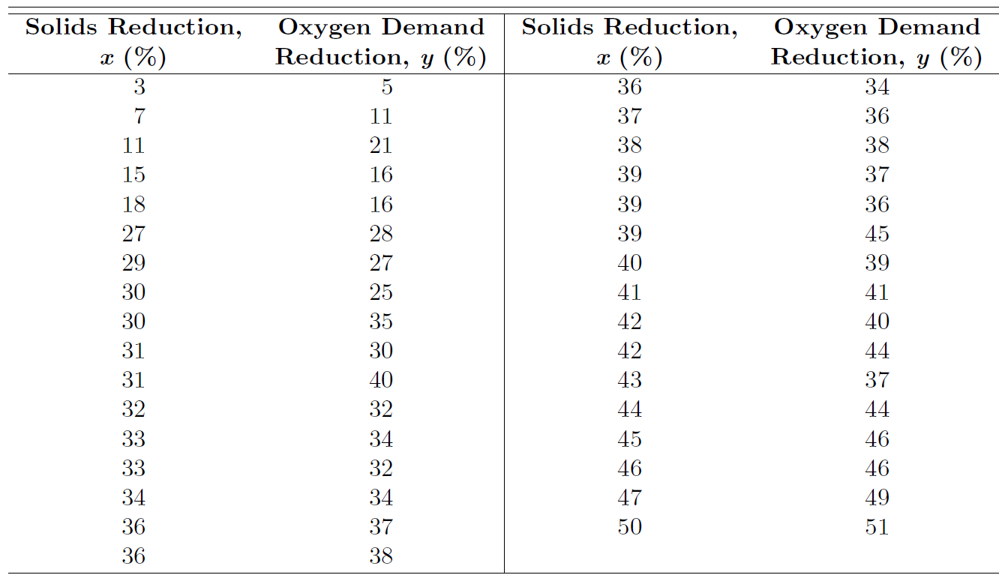 Solids Reduction, Oxygen Demand Solids Reduction, Oxygen Demand
x (%) Reduction, y (%) x (%) Reduction, y (%)
3 5 36 34
7 11 37 36
11 21 38 38
15 16 39 37
18 16 39 36
27 28 39 45
29 27 40 39
30 25 41 41
30 35 42 40
31 30 42 44
31 40 43 37
32 32 44 44
33 34 45 46
33 32 46 46
34 34 47 49
36 37 50 51
36 38